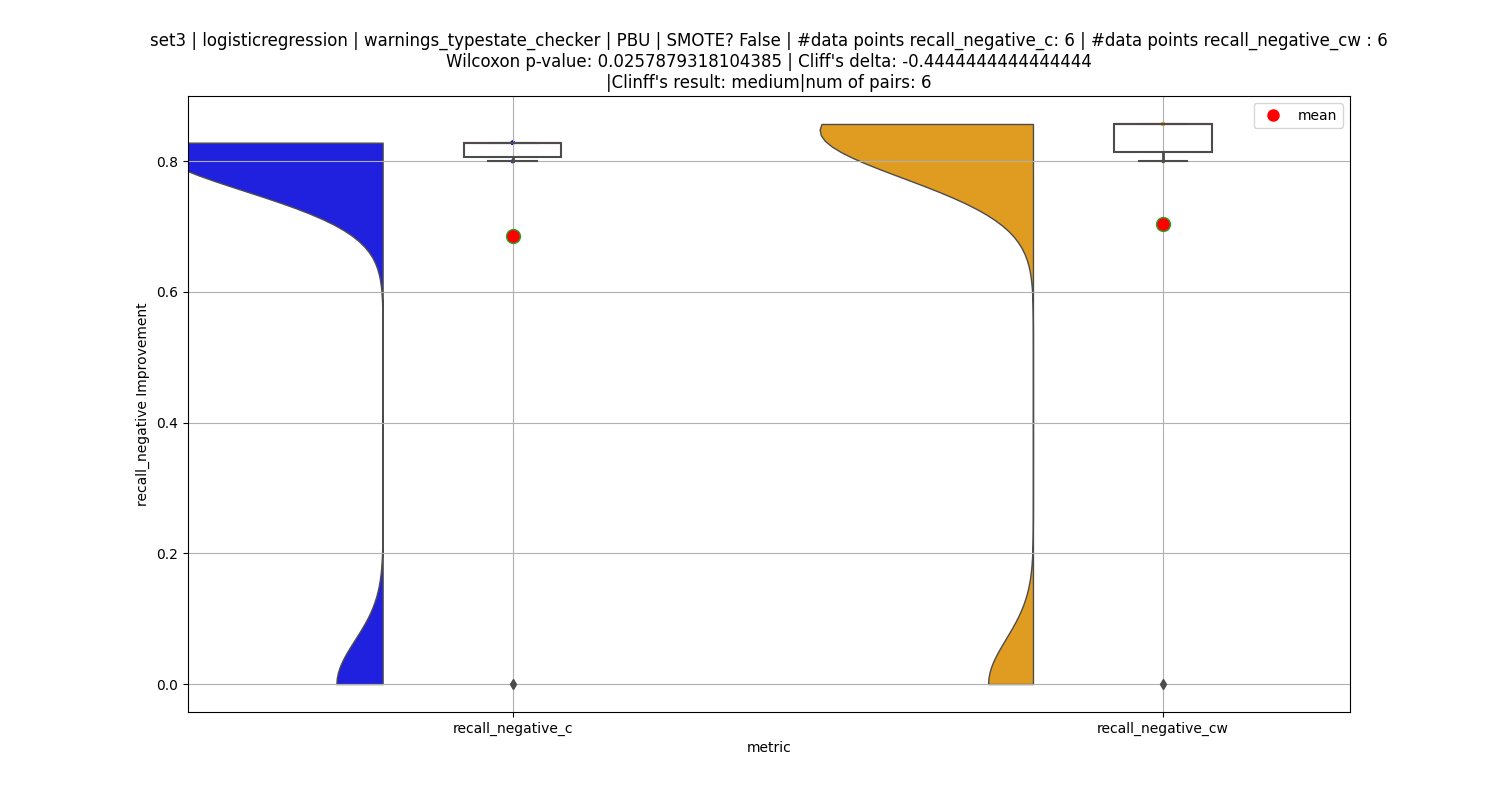 set3 | logisticregression | warnings_typestate_checker | PBU | SMOTE? False | #data points recall_negative_c: 6 | #data points recall_negative_cw : 6
Wilcoxon p-value: 0.0257879318104385 | Cliff's delta: -0.4444444444444444
|Clinff's result: medium|num of pairs: 6
mean
0.8
0.6
0.4
0.2
0.0
recall_negative Improvement
recall_negative_c
recall_negative_cw
metric